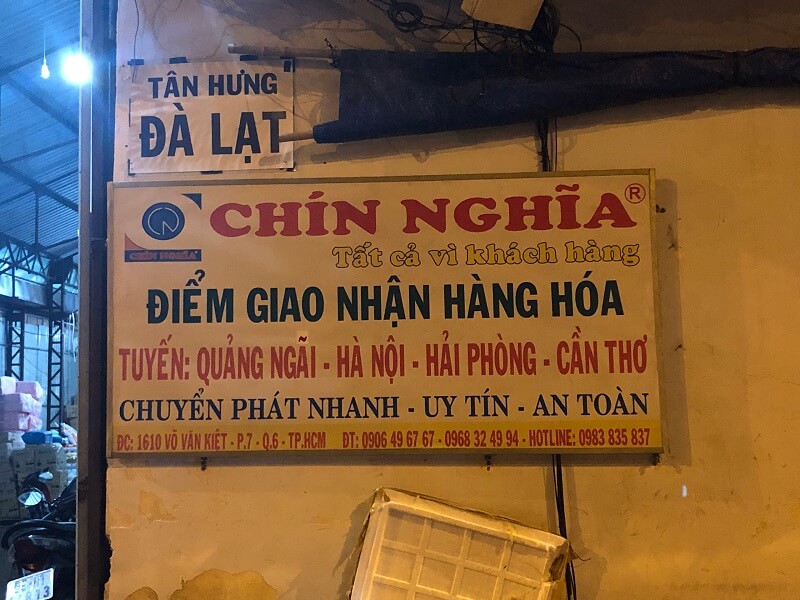 TÂN HƯNG
ĐÀ LẠT
CHÍN NGHĨA®
CHÍN NGHĨA®
Tất cả vì khách hàng
ĐIỂM GIAO NHẬN HÀNG HÓA
TUYẾN: QUẢNG NGÃI - HÀ NỘI - HẢI PHÒNG - CẦN THƠ
CHUYỂN PHÁT NHANH - UY TÍN - AN TOÀN
ĐC: 1610 VÕ VĂN KIỆT - P.7 - Q.6 - TP.HCM ĐT: 0906 49 67 67 - 0968 32 49 94 - HOTLINE: 0983 835 837